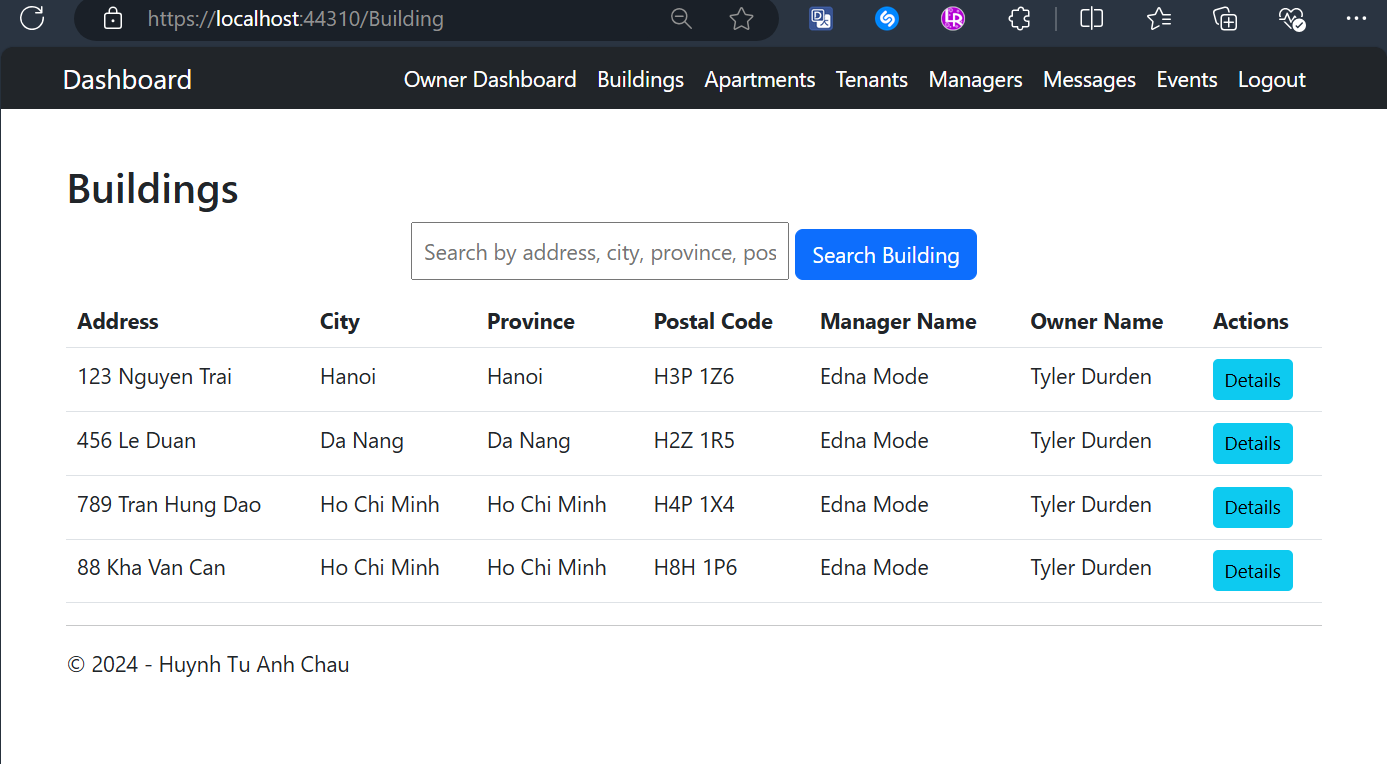 https://localhost:44310/Building
Dashboard Owner Dashboard Buildings Apartments Tenants Managers Messages Events Logout
Buildings
Search by address, city, province, pos Search Building
Address City Province Postal Code Manager Name Owner Name Actions
123 Nguyen Trai Hanoi Hanoi H3P 1Z6 Edna Mode Tyler Durden Details
456 Le Duan Da Nang Da Nang H2Z 1R5 Edna Mode Tyler Durden Details
789 Tran Hung Dao Ho Chi Minh Ho Chi Minh H4P 1X4 Edna Mode Tyler Durden Details
88 Kha Van Can Ho Chi Minh Ho Chi Minh H8H 1P6 Edna Mode Tyler Durden Details
© 2024 - Huynh Tu Anh Chau